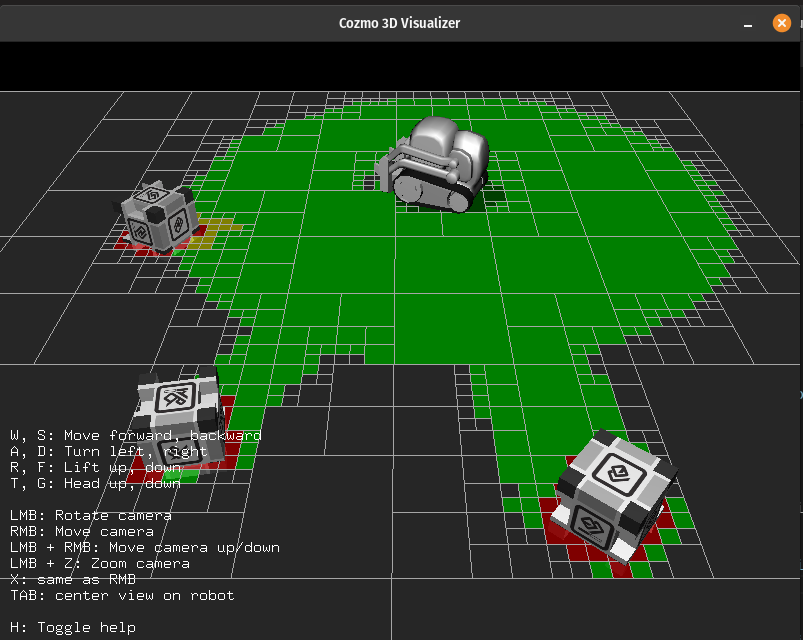 Cozmo 3D Visualizer
W, S: Move forward, backward
A, D: Turn left, right
R, F: Lift up, down
T, G: Head up, down
LMB: Rotate camera
RMB: Move camera
LMB + RMB: Move camera up/down
LMB + Z: Zoom camera
X: same as RMB
TAB: center view on robot
H: Toggle help